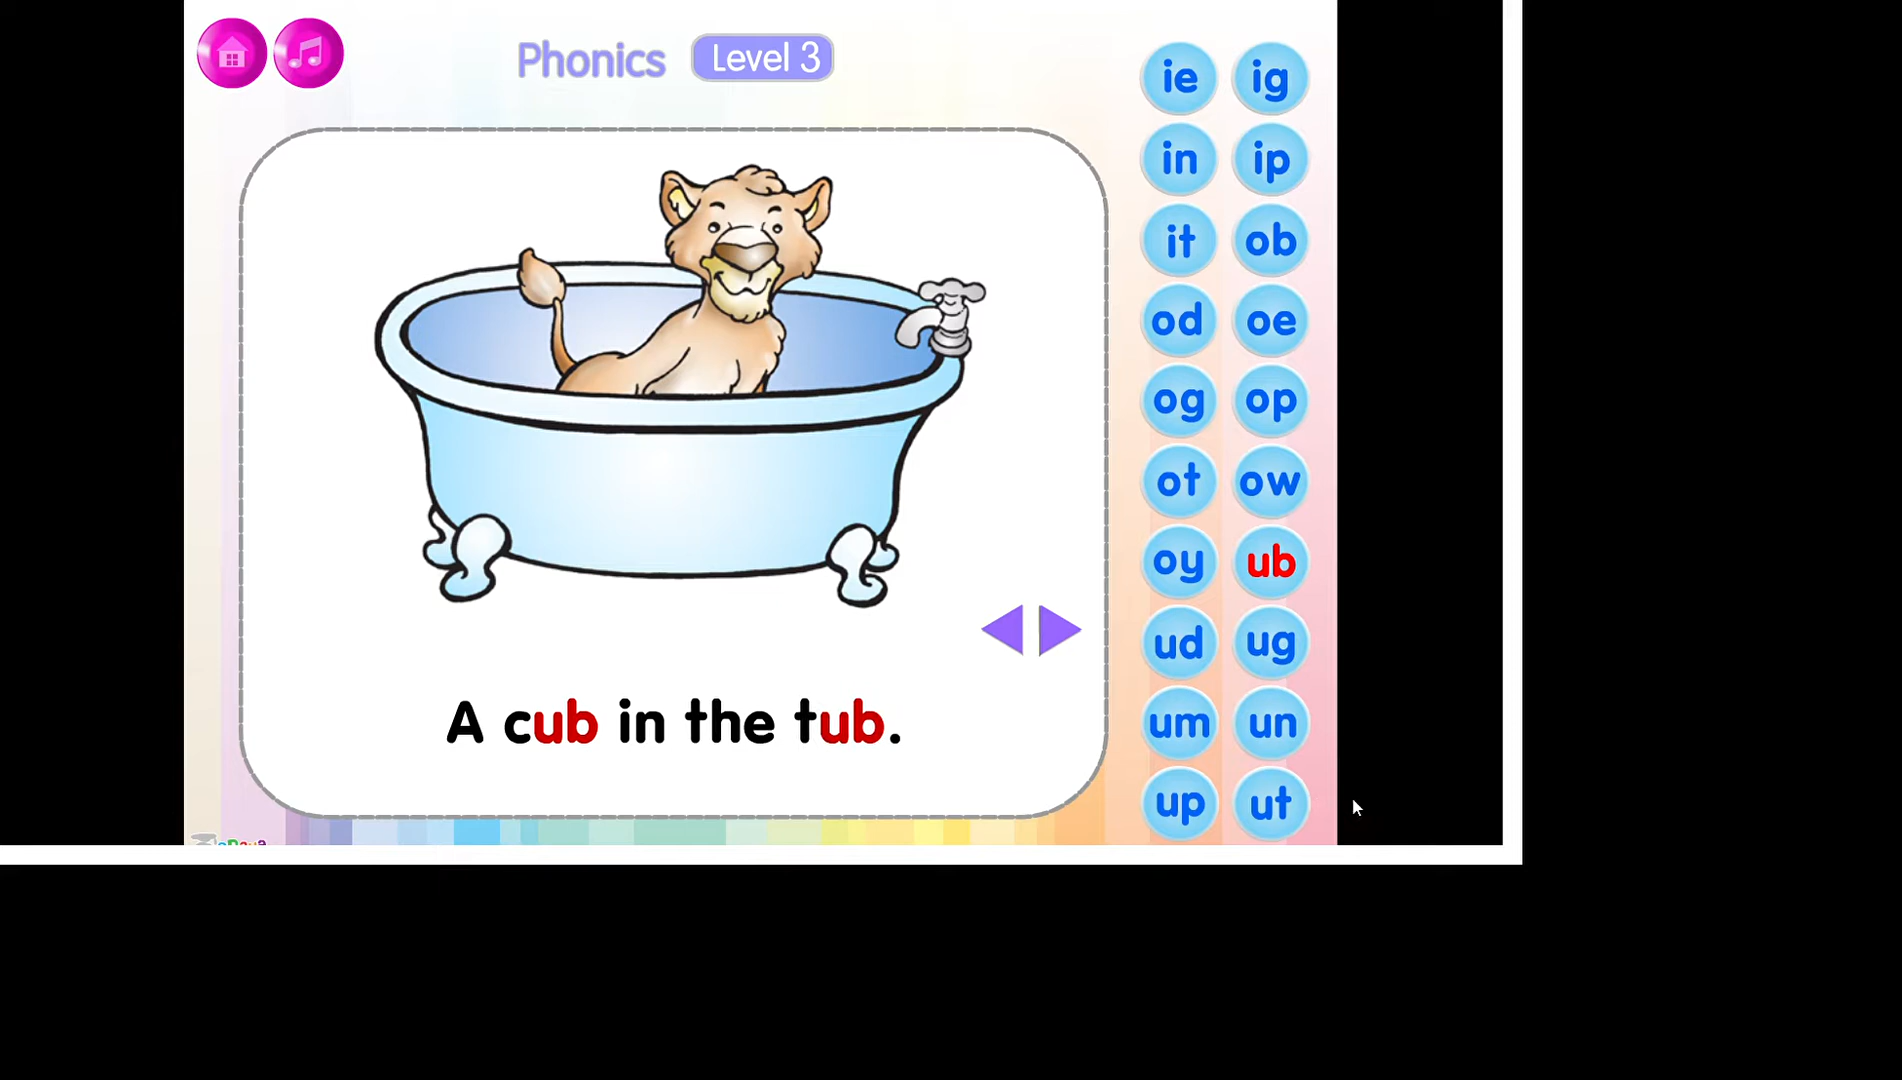 Phonics Level 3
ie ig
in ip
it ob
od oe
og op
ot ow
oy ub
ud ug
um un
up ut
A cub in the tub.